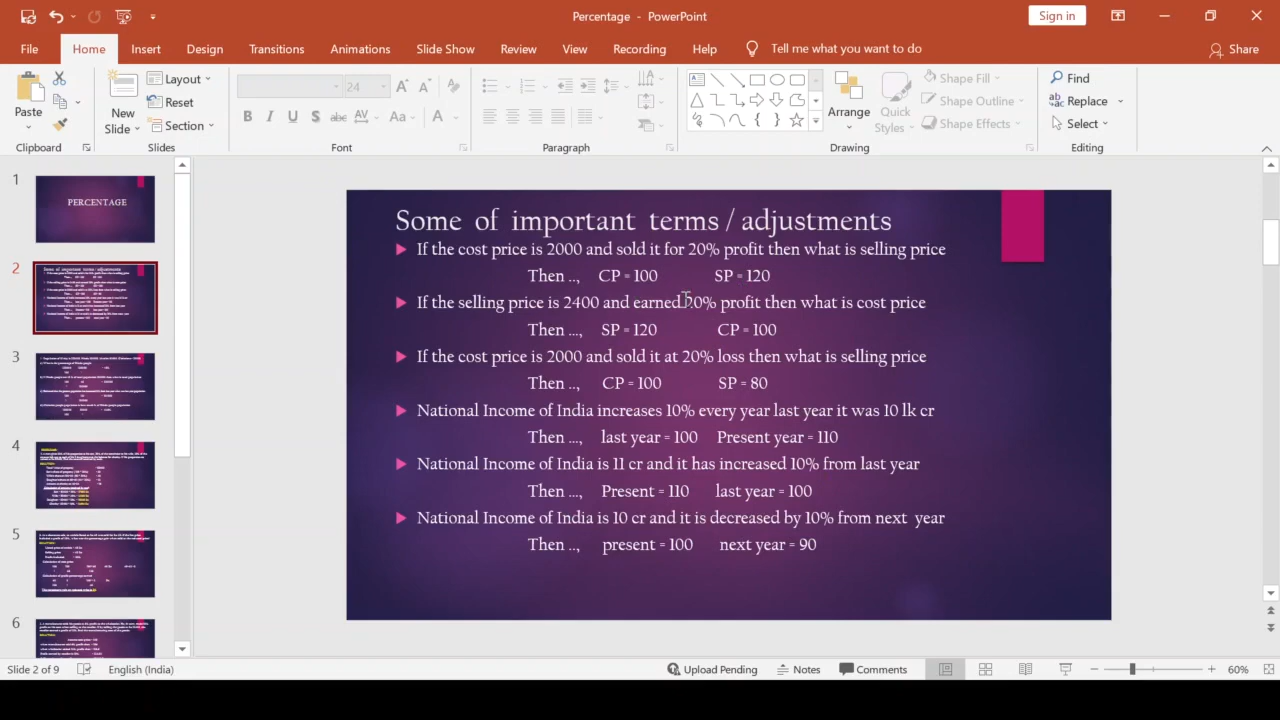 Percentage - PowerPoint
Sign in
File Home Insert Design Transitions Animations Slide Show Review View Recording Help Tell me what you want to do Share
Paste
Clipboard
New Slide
Layout
Reset
Section
Slides
B I U S abc AV Aa A
Font
Paragraph
Arrange
Quick Styles
Shape Fill
Shape Outline
Shape Effects
Drawing
Find
Replace
Select
Editing
1
PERCENTAGE
2
Some of important terms / adjustments
3
4
5
6
Some of important terms / adjustments
If the cost price is 2000 and sold it for 20% profit then what is selling price
Then .., CP = 100 SP = 120
If the selling price is 2400 and earned 20% profit then what is cost price
Then ..., SP = 120 CP = 100
If the cost price is 2000 and sold it at 20% loss then what is selling price
Then .., CP = 100 SP = 80
National Income of India increases 10% every year last year it was 10 lk cr
Then ..., last year = 100 Present year = 110
National Income of India is 11 cr and it has increased 10% from last year
Then ..., Present = 110 last year = 100
National Income of India is 10 cr and it is decreased by 10% from next year
Then .., present = 100 next year = 90
Slide 2 of 9 English (India) Upload Pending Notes Comments 60%